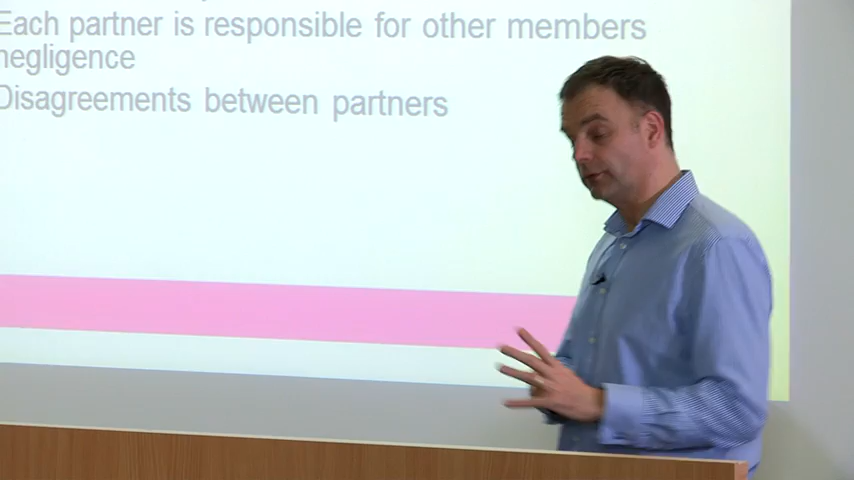 Each partner is responsible for other members
negligence
Disagreements between partners